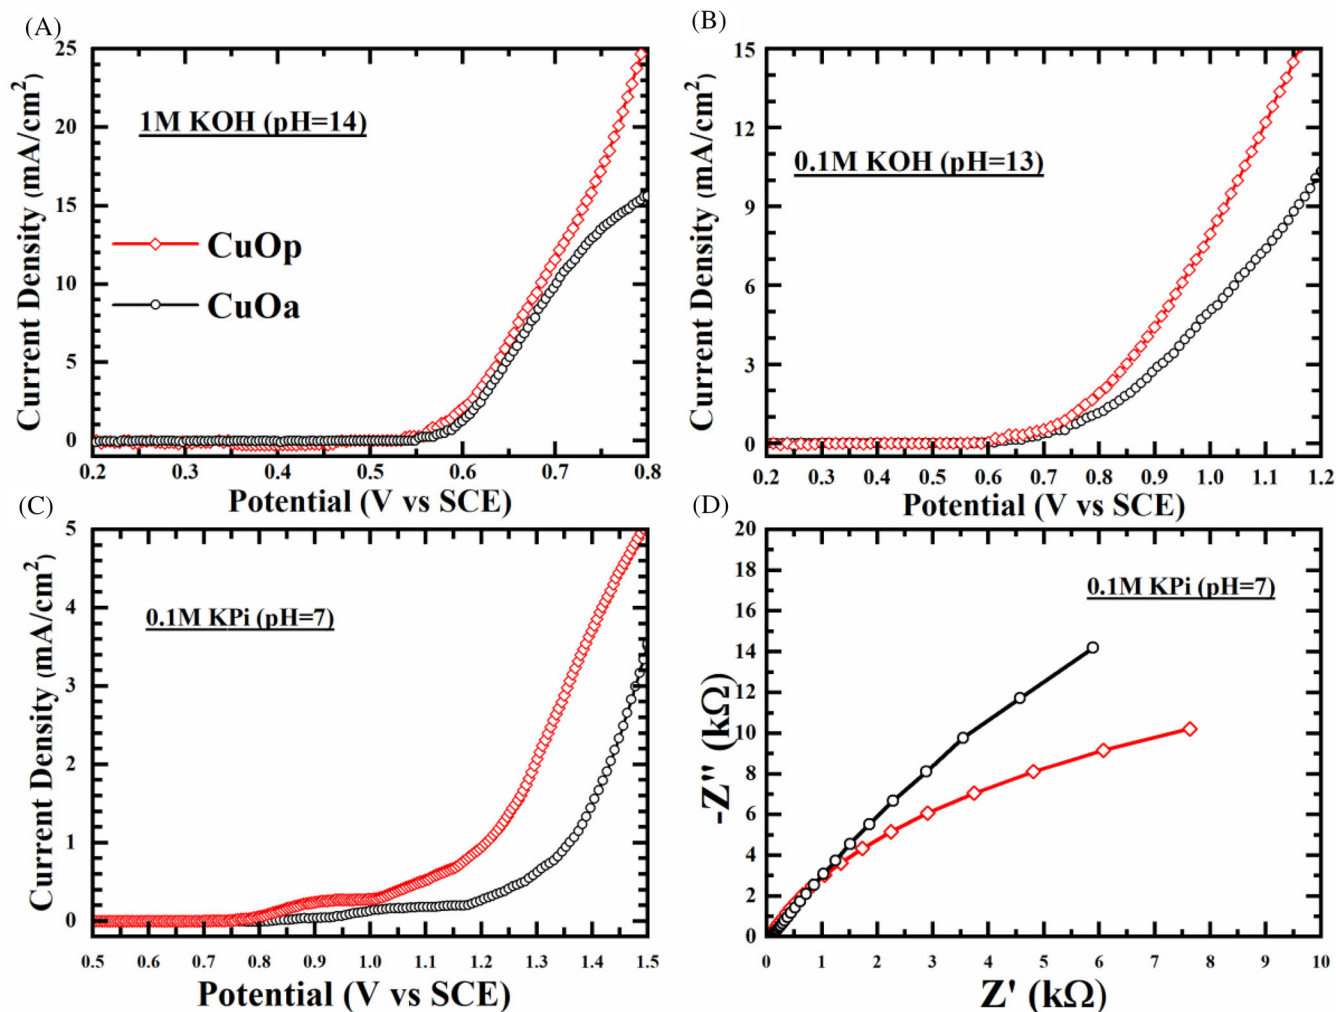 (A)
25
20
15
10
5
0
Current Density (mA/cm²)
1M KOH (pH=14)
CuOp
CuOa
0.2 0.3 0.4 0.5 0.6 0.7 0.8
Potential (V vs SCE)
(B)
15
12
9
6
3
0
Current Density (mA/cm²)
0.1M KOH (pH=13)
0.2 0.3 0.4 0.5 0.6 0.7 0.8 0.9 1.0 1.1 1.2
Potential (V vs SCE)
(C)
5
4
3
2
1
0
Current Density (mA/cm²)
0.1M KPi (pH=7)
0.5 0.6 0.7 0.8 0.9 1.0 1.1 1.2 1.3 1.4 1.5
Potential (V vs SCE)
(D)
20
18
16
14
12
10
8
6
4
2
0
-Z'' (kΩ)
0.1M KPi (pH=7)
0 1 2 3 4 5 6 7 8 9 10
Z' (kΩ)